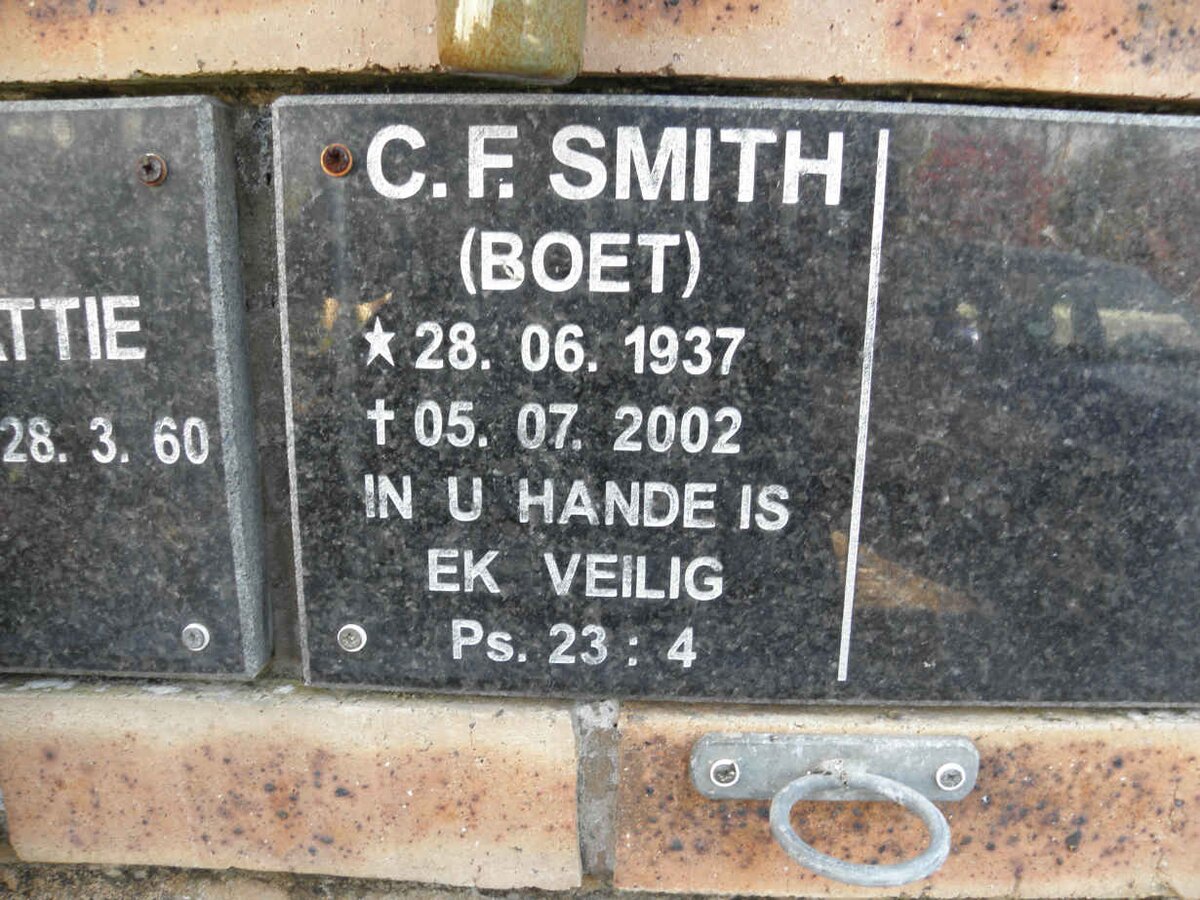 TTIE
28. 3. 60
C. F. SMITH
(BOET)
★ 28. 06. 1937
✝ 05. 07. 2002
IN U HANDE IS
EK VEILIG
Ps. 23 : 4